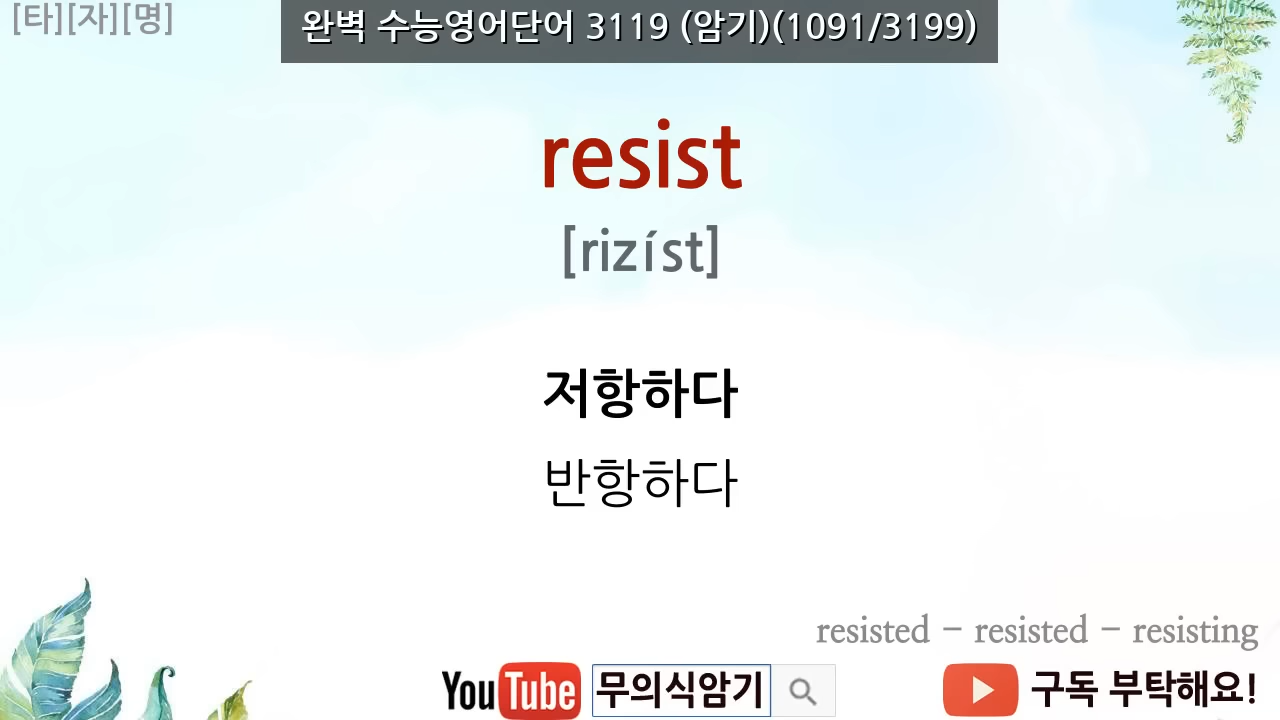 [타][자][명]
완벽 수능영어단어 3119 (암기)(1091/3199)
resist
[rizíst]
저항하다
반항하다
resisted - resisted - resisting
YouTube 무의식암기
구독 부탁해요!